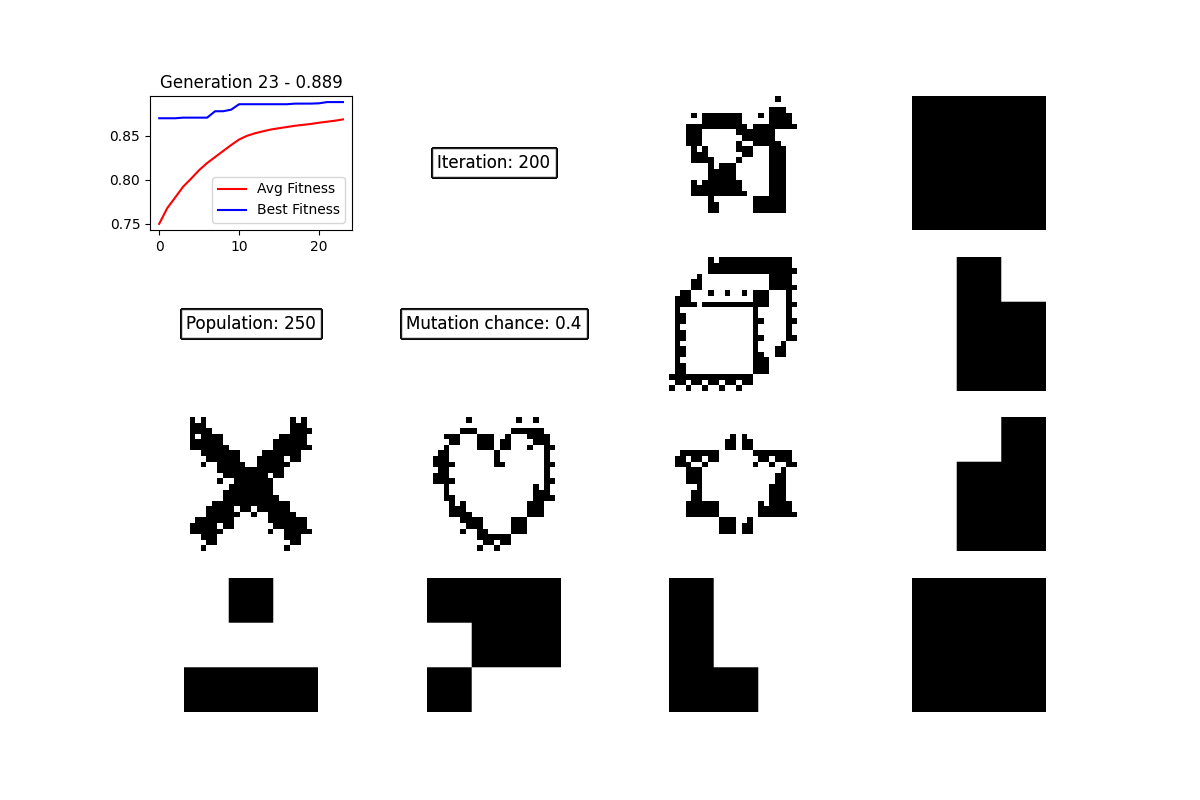 Generation 23 - 0.889
0.85
0.80
0.75
Avg Fitness
Best Fitness
0 10 20
Iteration: 200
Population: 250
Mutation chance: 0.4